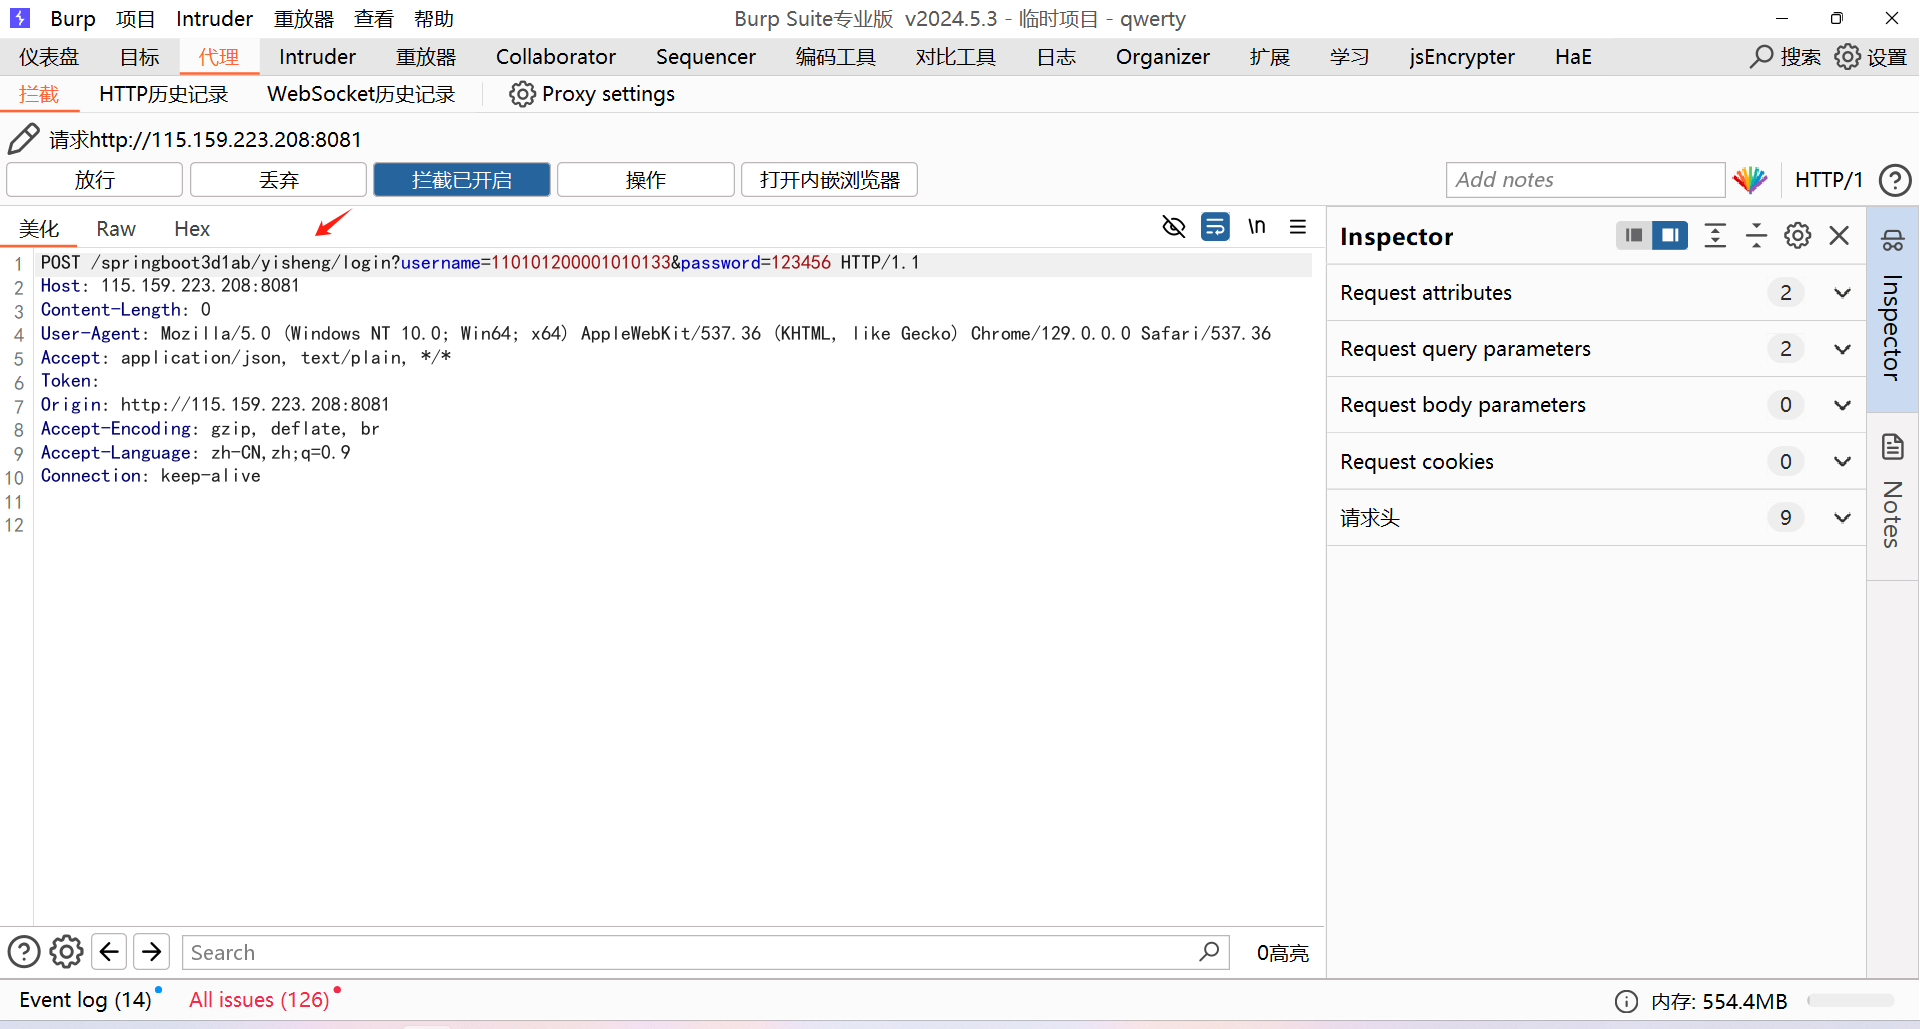 Burp 项目 Intruder 重放器 查看 帮助 Burp Suite专业版 v2024.5.3 - 临时项目 - qwerty
仪表盘 目标 代理 Intruder 重放器 Collaborator Sequencer 编码工具 对比工具 日志 Organizer 扩展 学习 jsEncrypter HaE 搜索 设置
拦截 HTTP历史记录 WebSocket历史记录 Proxy settings
请求http://115.159.223.208:8081
放行 丢弃 拦截已开启 操作 打开内嵌浏览器 Add notes HTTP/1 ?
美化 Raw Hex \n
1 POST /springboot3d1ab/yisheng/login?username=110101200001010133&password=123456 HTTP/1.1
2 Host: 115.159.223.208:8081
3 Content-Length: 0
4 User-Agent: Mozilla/5.0 (Windows NT 10.0; Win64; x64) AppleWebKit/537.36 (KHTML, like Gecko) Chrome/129.0.0.0 Safari/537.36
5 Accept: application/json, text/plain, */*
6 Token:
7 Origin: http://115.159.223.208:8081
8 Accept-Encoding: gzip, deflate, br
9 Accept-Language: zh-CN,zh;q=0.9
10 Connection: keep-alive
11
12
Inspector
Request attributes 2
Request query parameters 2
Request body parameters 0
Request cookies 0
请求头 9
Inspector
Notes
? Search 0高亮
Event log (14) All issues (126) 内存: 554.4MB